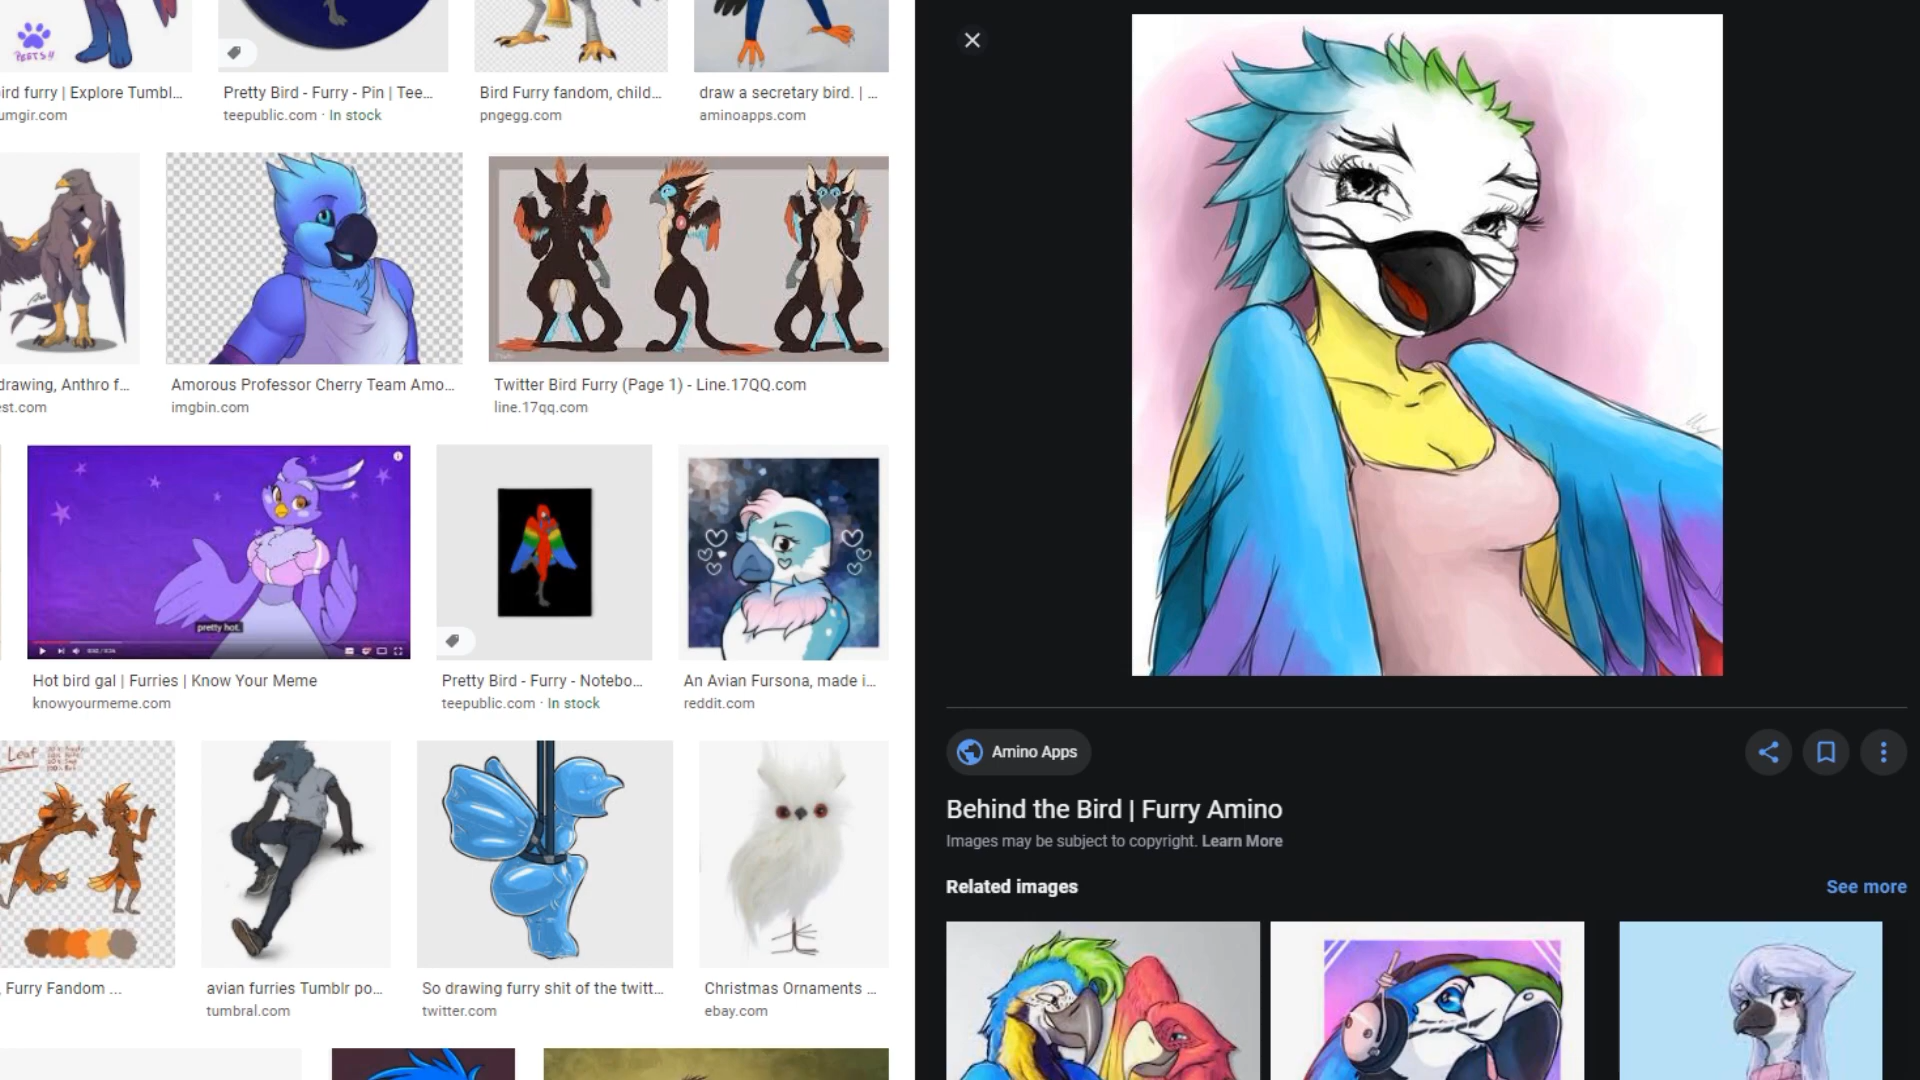 PRETS!!
ird furry | Explore Tumbl...
umgir.com
Pretty Bird - Furry - Pin | Tee...
teepublic.com · In stock
Bird Furry fandom, child...
pngegg.com
draw a secretary bird. | ...
aminoapps.com
drawing, Anthro f...
est.com
Amorous Professor Cherry Team Amo...
imgbin.com
Twitter Bird Furry (Page 1) - Line.17QQ.com
line.17qq.com
pretty hot.
Hot bird gal | Furries | Know Your Meme
knowyourmeme.com
Pretty Bird - Furry - Notebo...
teepublic.com · In stock
An Avian Fursona, made i...
reddit.com
Leaf
, Furry Fandom ...
avian furries Tumblr po...
tumbral.com
So drawing furry shit of the twitt...
twitter.com
Christmas Ornaments ...
ebay.com
Amino Apps
Behind the Bird | Furry Amino
Images may be subject to copyright. Learn More
Related images
See more